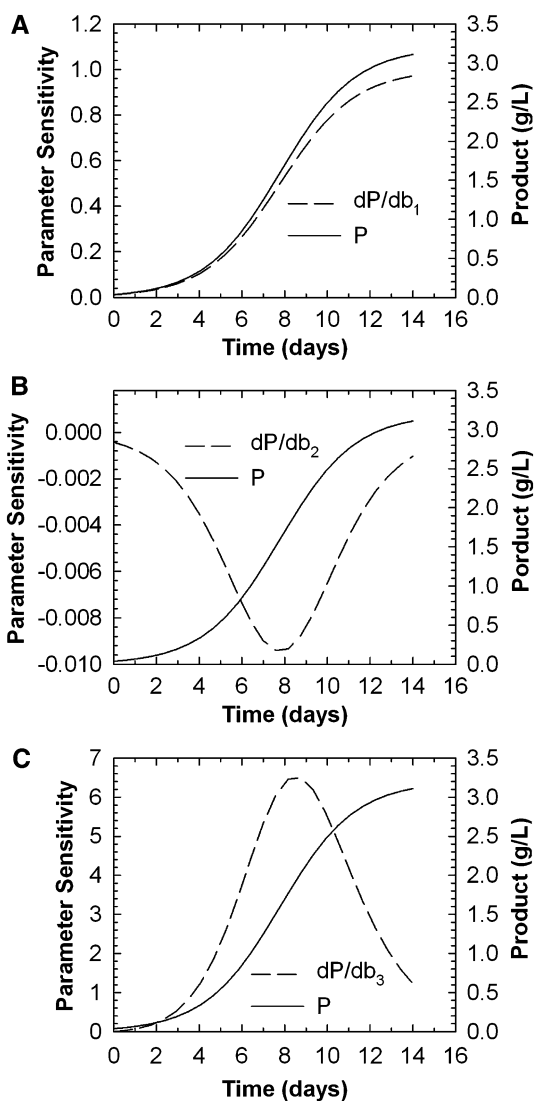 A
1.2
1.0
0.8
0.6
0.4
0.2
0.0
Parameter Sensitivity
3.5
3.0
2.5
2.0
1.5
1.0
0.5
0.0
Product (g/L)
dP/db1
P
0 2 4 6 8 10 12 14 16
Time (days)
B
0.000
-0.002
-0.004
-0.006
-0.008
-0.010
Parameter Sensitivity
3.5
3.0
2.5
2.0
1.5
1.0
0.5
0.0
Porduct (g/L)
dP/db2
P
0 2 4 6 8 10 12 14 16
Time (days)
C
7
6
5
4
3
2
1
0
Parameter Sensitivity
3.5
3.0
2.5
2.0
1.5
1.0
0.5
0.0
Product (g/L)
dP/db3
P
0 2 4 6 8 10 12 14 16
Time (days)